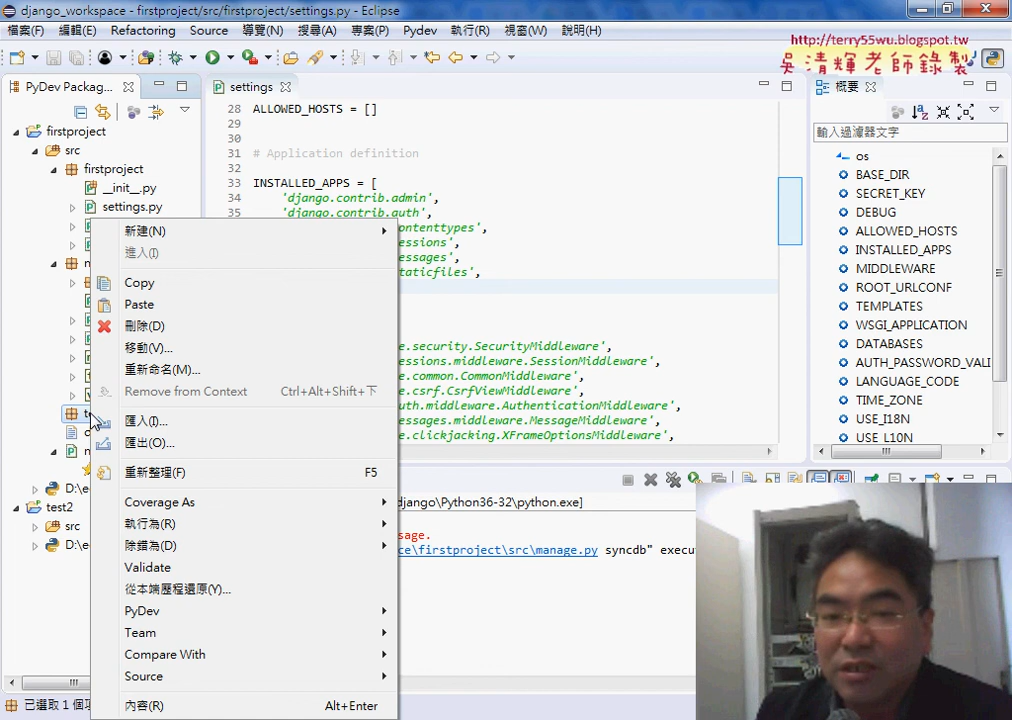 django_workspace - firstproject/src/firstproject/settings.py - Eclipse
檔案(F) 編輯(E) Refactoring Source 導覽(N) 搜尋(A) 專案(P) Pydev 執行(R) 視窗(W) 說明(H)
http://terry55wu.blogspot.tw
吳清輝老師錄製
PyDev Packag...
settings
概要
輸入過濾器文字
firstproject
src
firstproject
__init__.py
settings.py
D:\e
test2
src
D:\e
已選取 1 個項
28 ALLOWED_HOSTS = []
29
30
31 # Application definition
32
33 INSTALLED_APPS = [
34 'django.contrib.admin',
35 'django.contrib.auth',
ontenttypes',
essions',
essages',
taticfiles',
e.security.SecurityMiddleware',
essions.middleware.SessionMiddleware',
e.common.CommonMiddleware',
e.csrf.CsrfViewMiddleware',
auth.middleware.AuthenticationMiddleware',
messages.middleware.MessageMiddleware',
e.clickjacking.XFrameOptionsMiddleware',
新建(N)
進入(I)
Copy
Paste
刪除(D)
移動(V)...
重新命名(M)...
Remove from Context Ctrl+Alt+Shift+下
匯入(I)...
匯出(O)...
重新整理(F) F5
Coverage As
執行為(R)
除錯為(D)
Validate
從本端歷程還原(Y)...
PyDev
Team
Compare With
Source
內容(R) Alt+Enter
os
BASE_DIR
SECRET_KEY
DEBUG
ALLOWED_HOSTS
INSTALLED_APPS
MIDDLEWARE
ROOT_URLCONF
TEMPLATES
WSGI_APPLICATION
DATABASES
AUTH_PASSWORD_VALI
LANGUAGE_CODE
TIME_ZONE
USE_I18N
USE_L10N
django\Python36-32\python.exe]
sage.
ce\firstproject\src\manage.py syncdb" execu